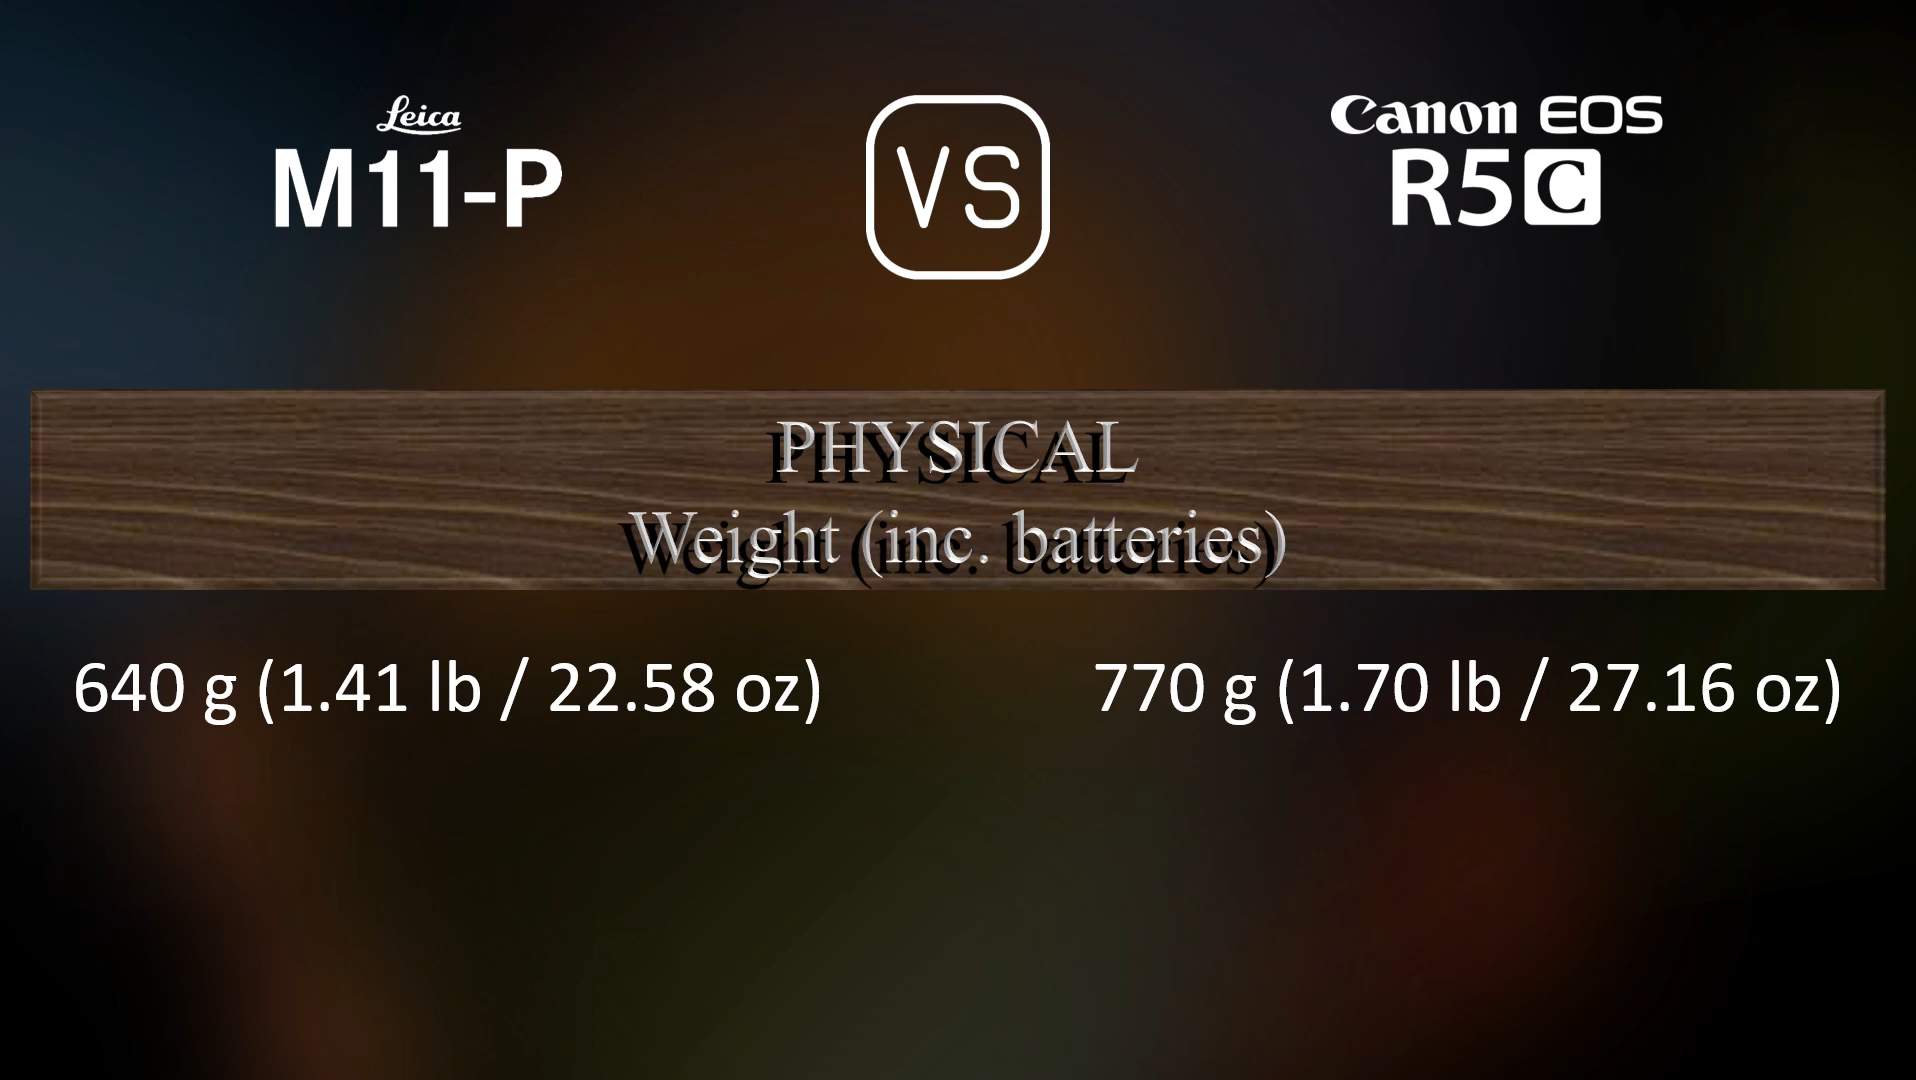 Leica
M11-P
VS
Canon EOS
R5 C
PHYSICAL
Weight (inc. batteries)
640 g (1.41 lb / 22.58 oz)
770 g (1.70 lb / 27.16 oz)